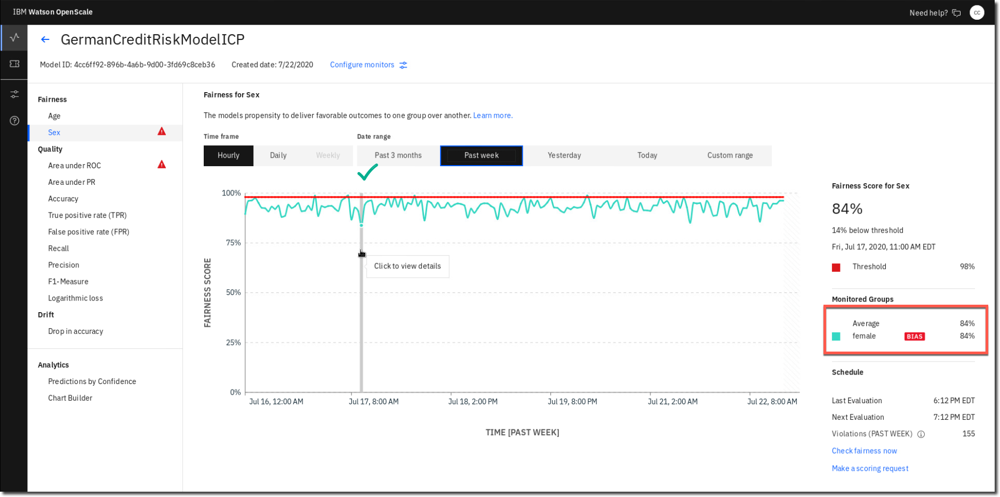 IBM Watson OpenScale
Need help?
CC
GermanCreditRiskModelICP
Model ID: 4cc6ff92-896b-4a6b-9d00-3fd69c8ceb36
Created date: 7/22/2020
Configure monitors
Fairness
Age
Sex
Quality
Area under ROC
Area under PR
Accuracy
True positive rate (TPR)
False positive rate (FPR)
Recall
Precision
F1-Measure
Logarithmic loss
Drift
Drop in accuracy
Analytics
Predictions by Confidence
Chart Builder
Fairness for Sex
The models propensity to deliver favorable outcomes to one group over another. Learn more.
Time frame
Date range
Hourly
Daily
Weekly
Past 3 months
Past week
Yesterday
Today
Custom range
100%
75%
50%
25%
0%
FAIRNESS SCORE
Click to view details
Jul 16, 12:00 AM
Jul 17, 8:00 AM
Jul 18, 2:00 PM
Jul 19, 8:00 PM
Jul 21, 2:00 AM
Jul 22, 8:00 AM
TIME [PAST WEEK]
Fairness Score for Sex
84%
14% below threshold
Fri, Jul 17, 2020, 11:00 AM EDT
Threshold 98%
Monitored Groups
Average 84%
female BIAS 84%
Schedule
Last Evaluation 6:12 PM EDT
Next Evaluation 7:12 PM EDT
Violations (PAST WEEK) 155
Check fairness now
Make a scoring request